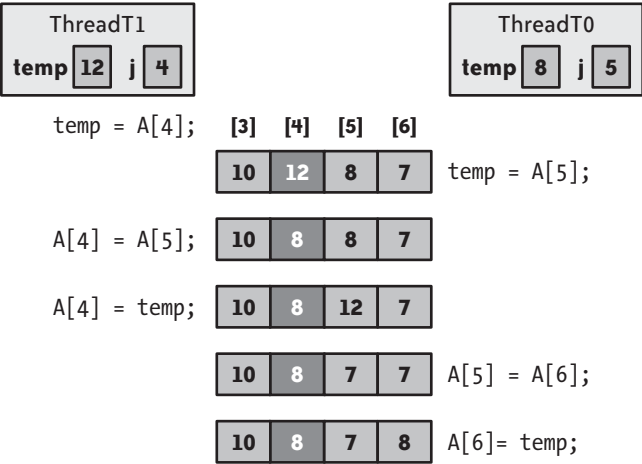 ThreadT1
temp 12 j 4
ThreadT0
temp 8 j 5
temp = A[4];
[3] [4] [5] [6]
10 12 8 7
temp = A[5];
A[4] = A[5];
10 8 8 7
A[4] = temp;
10 8 12 7
10 8 7 7
A[5] = A[6];
10 8 7 8
A[6]= temp;